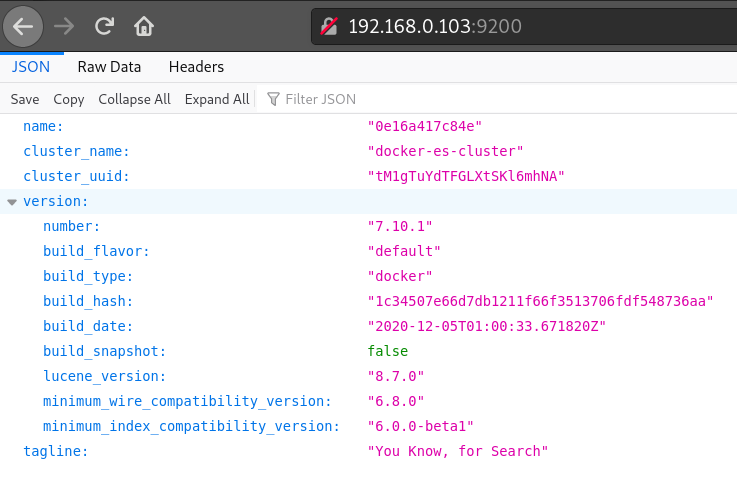 192.168.0.103:9200
JSON Raw Data Headers
Save Copy Collapse All Expand All Filter JSON
name: "0e16a417c84e"
cluster_name: "docker-es-cluster"
cluster_uuid: "tM1gTuYdTFGLXtSKl6mhNA"
version:
number: "7.10.1"
build_flavor: "default"
build_type: "docker"
build_hash: "1c34507e66d7db1211f66f3513706fdf548736aa"
build_date: "2020-12-05T01:00:33.671820Z"
build_snapshot: false
lucene_version: "8.7.0"
minimum_wire_compatibility_version: "6.8.0"
minimum_index_compatibility_version: "6.0.0-beta1"
tagline: "You Know, for Search"